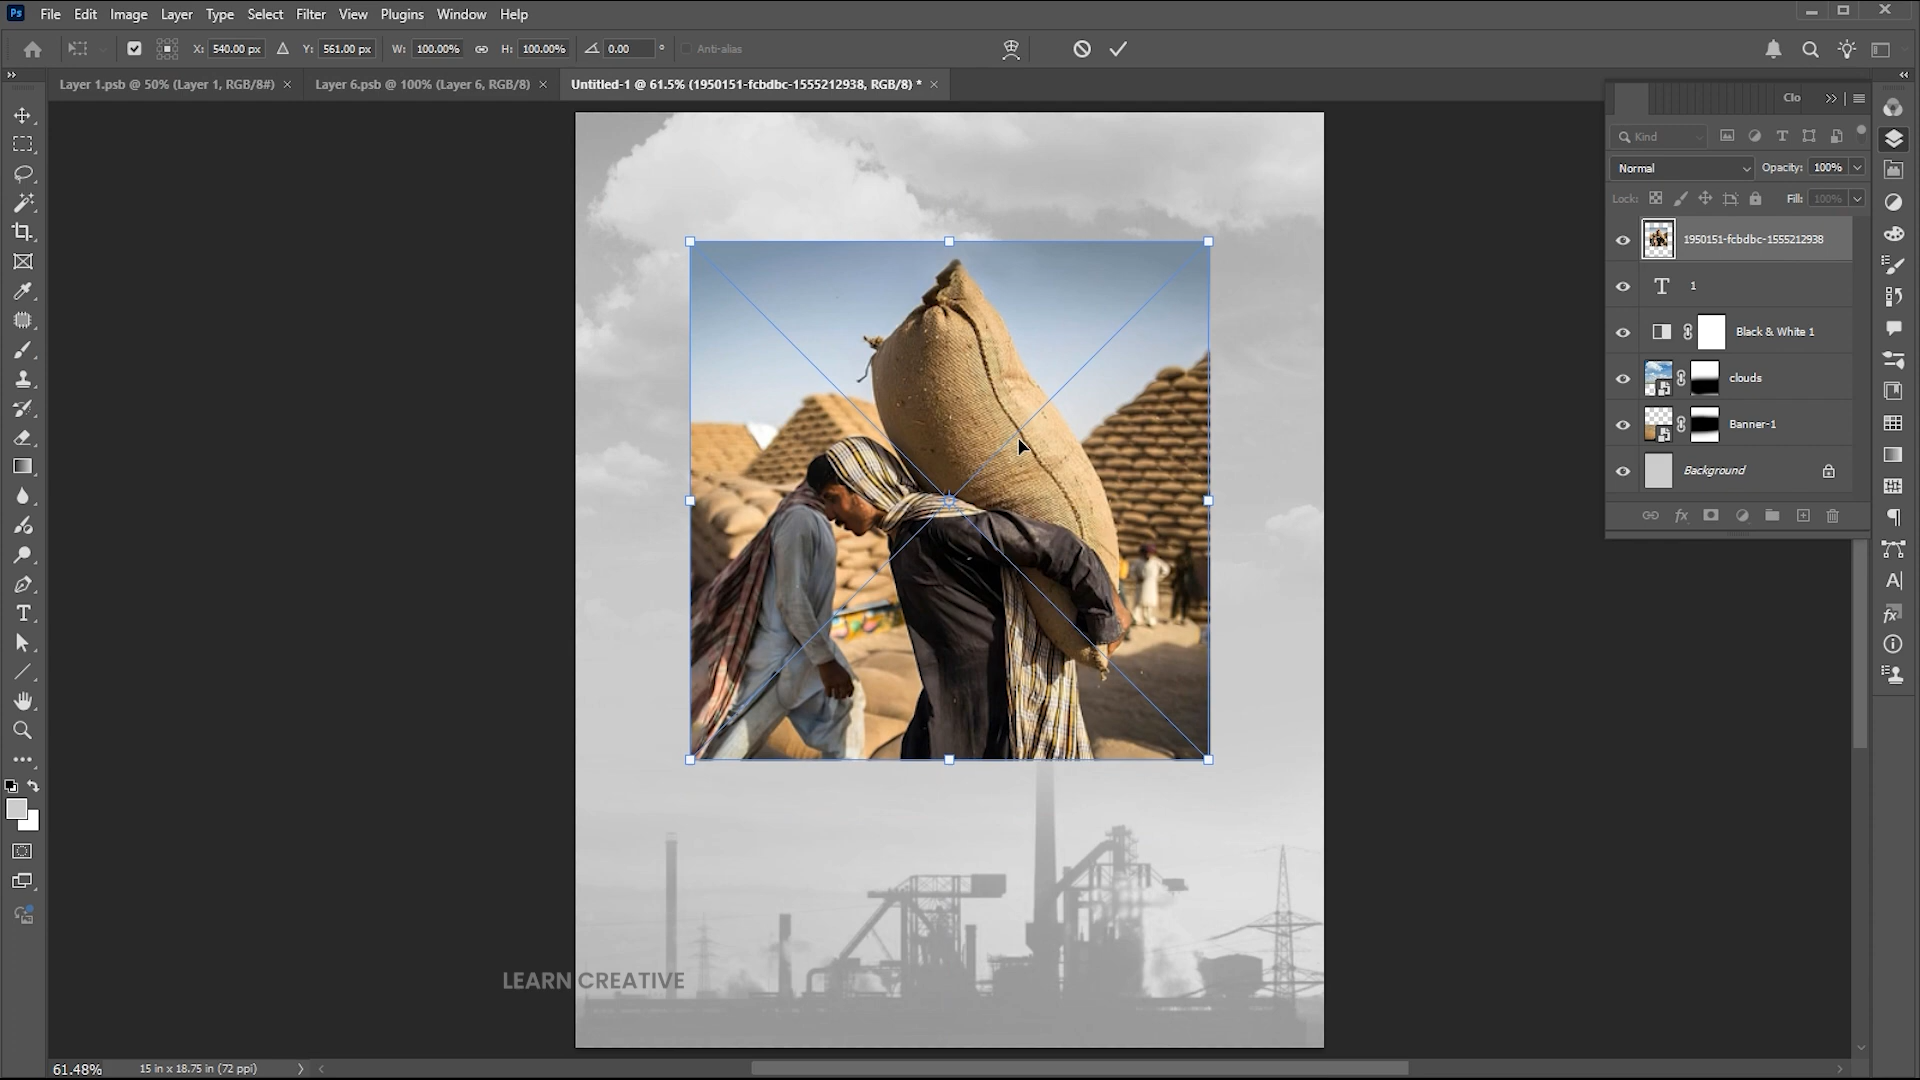 Ps File Edit Image Layer Type Select Filter Plugins View Window Help
X: 540.00 px Y: 561.00 px W: 100.00% H: 100.00% 0.00 ° Anti-alias
Layer 1.psb @ 50% (Layer 1, RGB/8#) × Layer 6.psb @ 100% (Layer 6, RGB/8) × Untitled-1 @ 61.5% (1950151-fcbdbc-1555212938, RGB/8) * ×
Clo
Kind
Normal Opacity: 100%
Lock: Fill: 100%
1950151-fcbdbc-1555212938
1
Black & White 1
clouds
Banner-1
Background
fx
LEARN CREATIVE
61.48% 15 in x 18.75 in (72 ppi)